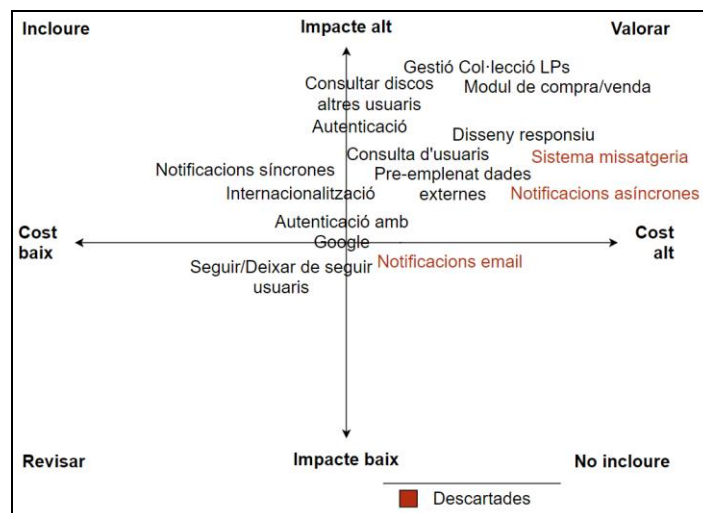 Incloure
Impacte alt
Valorar
Gestió Col·lecció LPs
Consultar discos
altres usuaris
Modul de compra/venda
Autenticació
Disseny responsiu
Consulta d'usuaris
Sistema missatgeria
Notificacions síncrones
Pre-emplenat dades
externes
Internacionalització
Notificacions asíncrones
Autenticació amb
Google
Cost
baix
Cost
alt
Seguir/Deixar de seguir
usuaris
Notificacions email
Revisar
Impacte baix
No incloure
Descartades